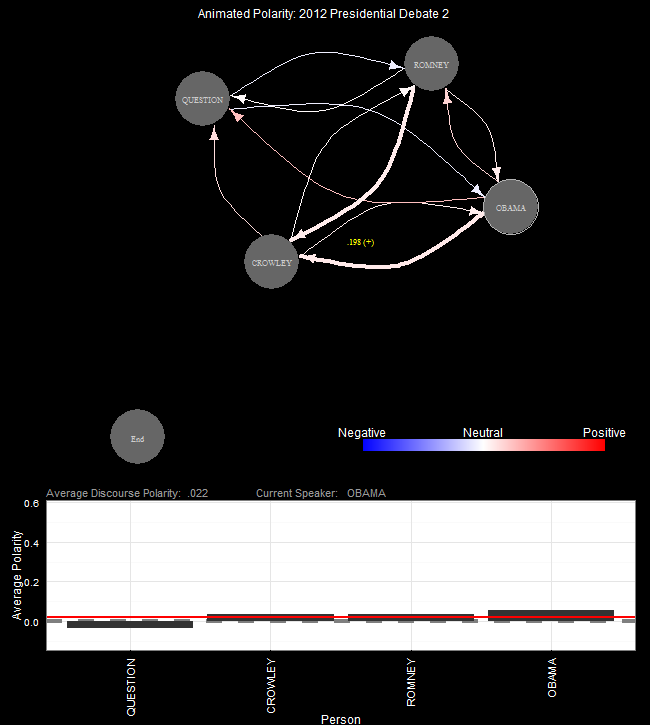 Animated Polarity: 2012 Presidential Debate 2
ROMNEY
QUESTION
OBAMA
.198 (+)
CROWLEY
End
Negative Neutral Positive
Average Discourse Polarity: .022 Current Speaker: OBAMA
0.6
0.4
0.2
0.0
Average Polarity
QUESTION
CROWLEY
ROMNEY
OBAMA
Person